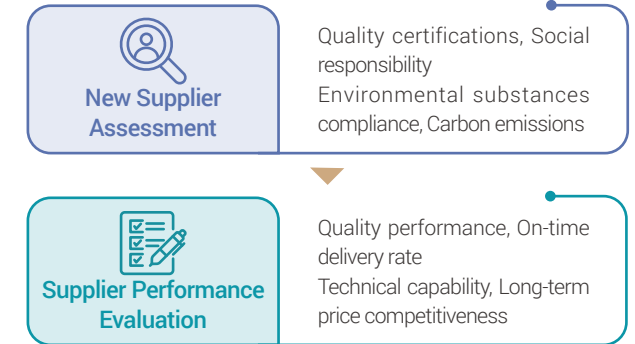 New Supplier
Assessment
Quality certifications, Social
responsibility
Environmental substances
compliance, Carbon emissions
Supplier Performance
Evaluation
Quality performance, On-time
delivery rate
Technical capability, Long-term
price competitiveness